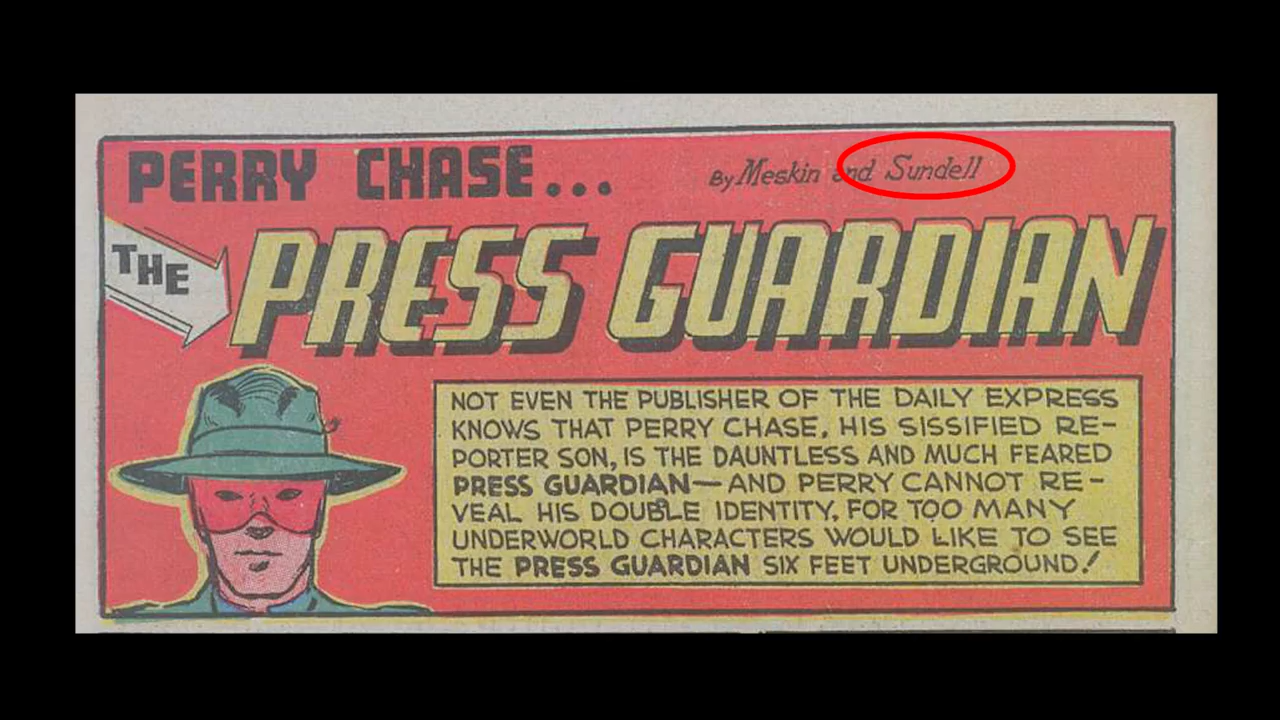 PERRY CHASE...
By Meskin and Sundell
THE
PRESS GUARDIAN
NOT EVEN THE PUBLISHER OF THE DAILY EXPRESS
KNOWS THAT PERRY CHASE, HIS SISSIFIED RE-
PORTER SON, IS THE DAUNTLESS AND MUCH FEARED
PRESS GUARDIAN—AND PERRY CANNOT RE-
VEAL HIS DOUBLE IDENTITY, FOR TOO MANY
UNDERWORLD CHARACTERS WOULD LIKE TO SEE
THE PRESS GUARDIAN SIX FEET UNDERGROUND!